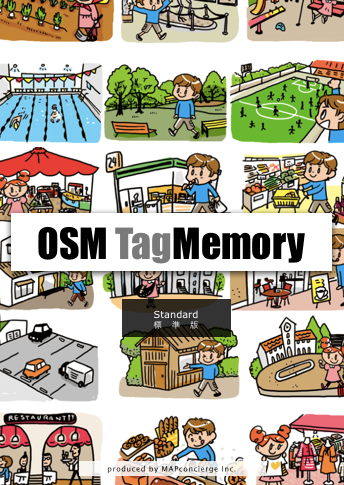 24
OSM TagMemory
Standard
標準版
RESTAURANT!!
produced by MAPconcierge Inc.